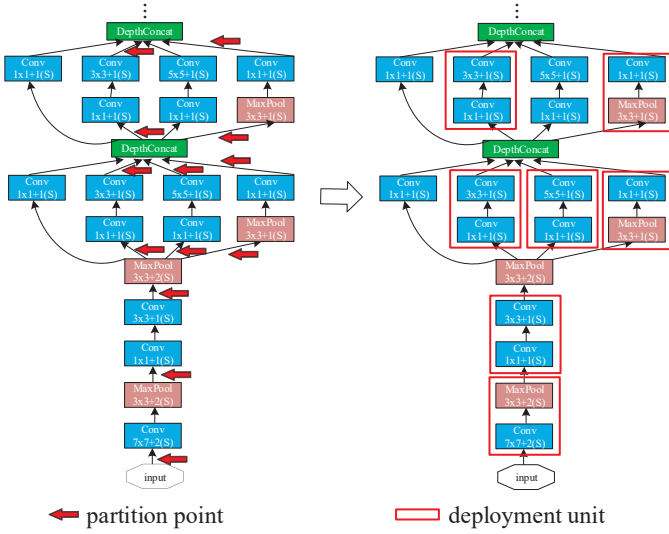 ⋮
DepthConcat
Conv
1x1+1(S)
Conv
3x3+1(S)
Conv
5x5+1(S)
Conv
1x1+1(S)
Conv
1x1+1(S)
Conv
1x1+1(S)
MaxPool
3x3+1(S)
DepthConcat
Conv
1x1+1(S)
Conv
3x3+1(S)
Conv
5x5+1(S)
Conv
1x1+1(S)
Conv
1x1+1(S)
Conv
1x1+1(S)
MaxPool
3x3+1(S)
MaxPool
3x3+2(S)
Conv
3x3+1(S)
Conv
1x1+1(S)
MaxPool
3x3+2(S)
Conv
7x7+2(S)
input
partition point
⋮
DepthConcat
Conv
1x1+1(S)
Conv
3x3+1(S)
Conv
5x5+1(S)
Conv
1x1+1(S)
Conv
1x1+1(S)
Conv
1x1+1(S)
MaxPool
3x3+1(S)
DepthConcat
Conv
1x1+1(S)
Conv
3x3+1(S)
Conv
5x5+1(S)
Conv
1x1+1(S)
Conv
1x1+1(S)
Conv
1x1+1(S)
MaxPool
3x3+1(S)
MaxPool
3x3+2(S)
Conv
3x3+1(S)
Conv
1x1+1(S)
MaxPool
3x3+2(S)
Conv
7x7+2(S)
input
deployment unit